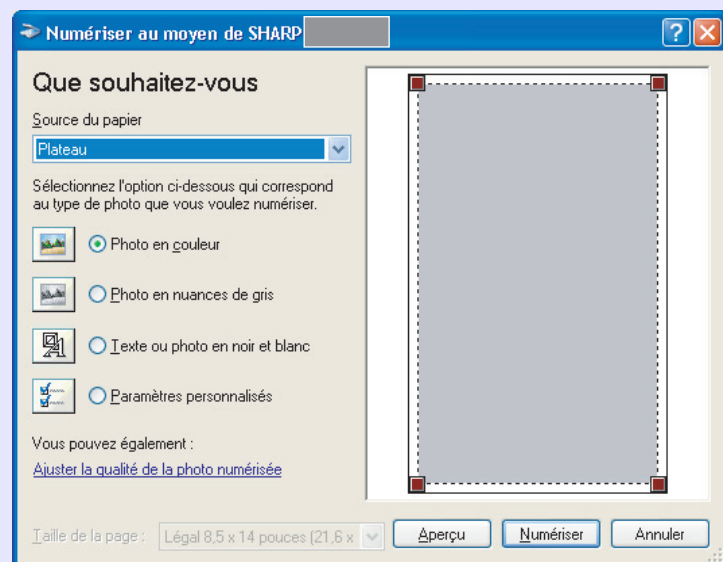 Numériser au moyen de SHARP
Que souhaitez-vous
Source du papier
Plateau
Sélectionnez l'option ci-dessous qui correspond
au type de photo que vous voulez numériser.
Photo en couleur
Photo en nuances de gris
Texte ou photo en noir et blanc
Paramètres personnalisés
Vous pouvez également :
Ajuster la qualité de la photo numérisée
Taille de la page : Légal 8,5 x 14 pouces (21,6 x
Aperçu Numériser Annuler